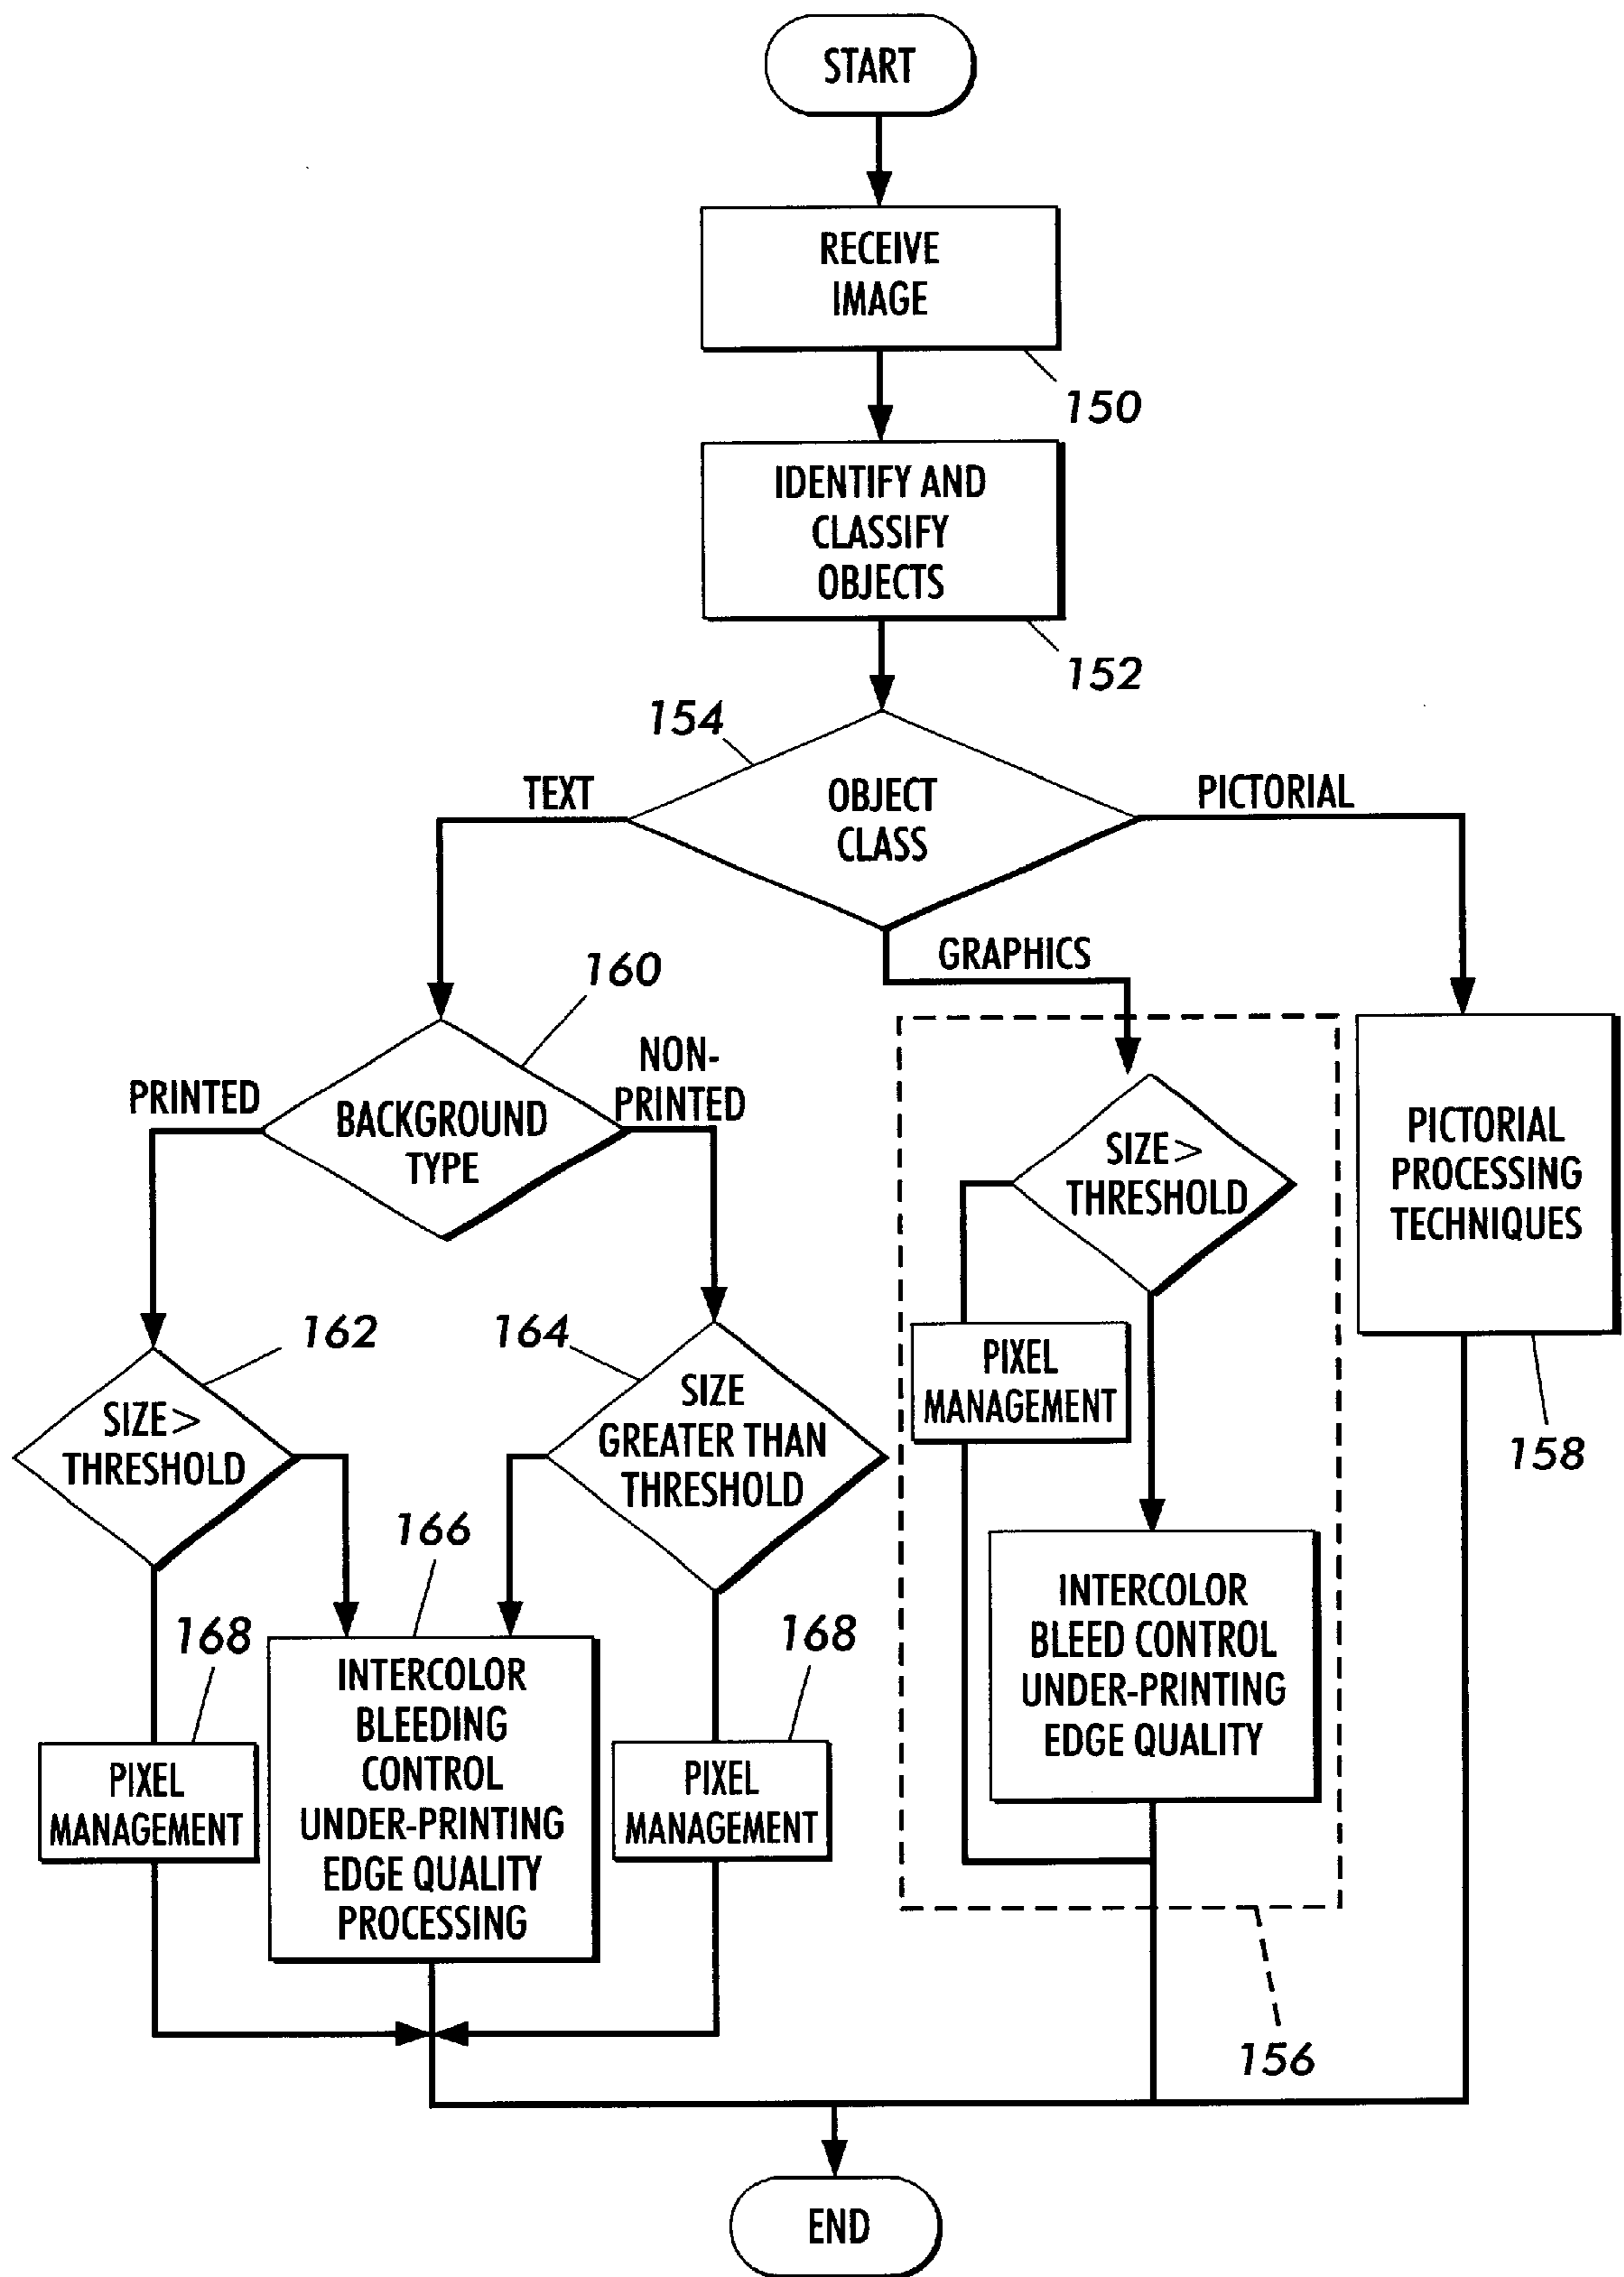 START
RECEIVE
IMAGE
150
IDENTIFY AND
CLASSIFY
OBJECTS
152
154
OBJECT
CLASS
TEXT
PICTORIAL
GRAPHICS
160
BACKGROUND
TYPE
PRINTED
NON-
PRINTED
SIZE>
THRESHOLD
PICTORIAL
PROCESSING
TECHNIQUES
158
162
SIZE>
THRESHOLD
164
SIZE
GREATER THAN
THRESHOLD
PIXEL
MANAGEMENT
166
168
PIXEL
MANAGEMENT
INTERCOLOR
BLEEDING
CONTROL
UNDER-PRINTING
EDGE QUALITY
PROCESSING
168
PIXEL
MANAGEMENT
INTERCOLOR
BLEED CONTROL
UNDER-PRINTING
EDGE QUALITY
156
END